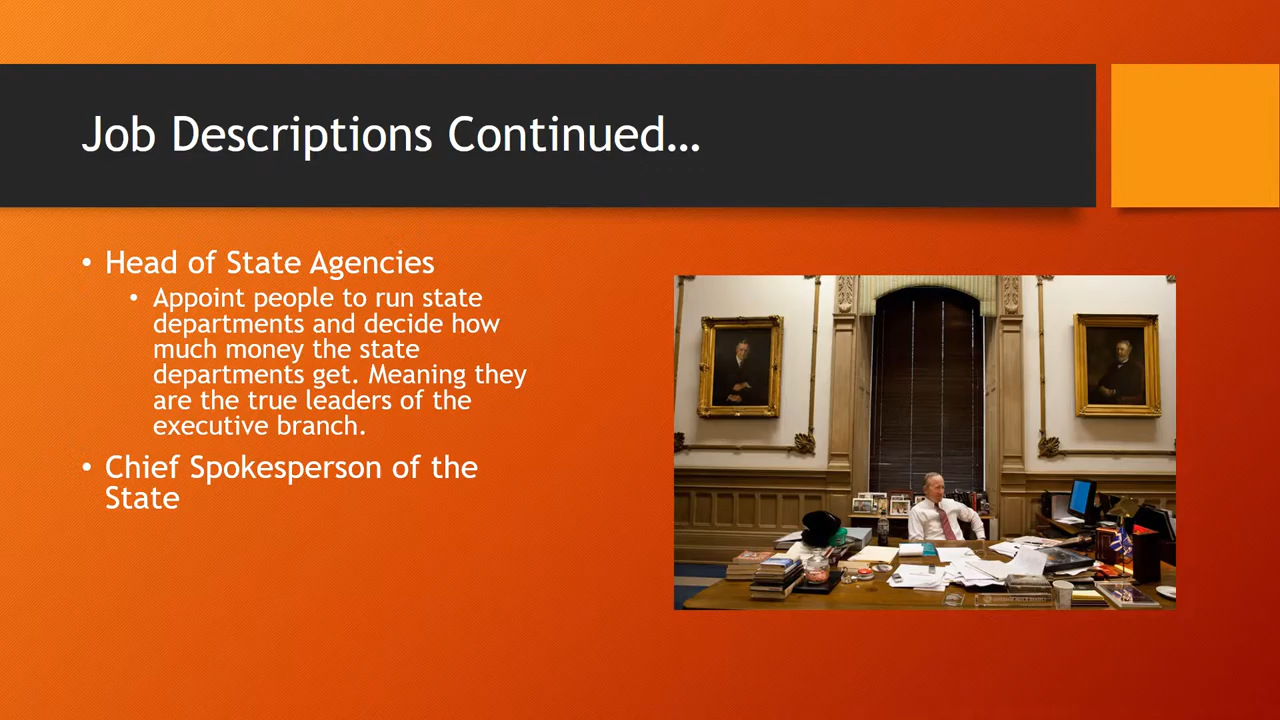 Job Descriptions Continued…
• Head of State Agencies
• Appoint people to run state
departments and decide how
much money the state
departments get. Meaning they
are the true leaders of the
executive branch.
• Chief Spokesperson of the
State